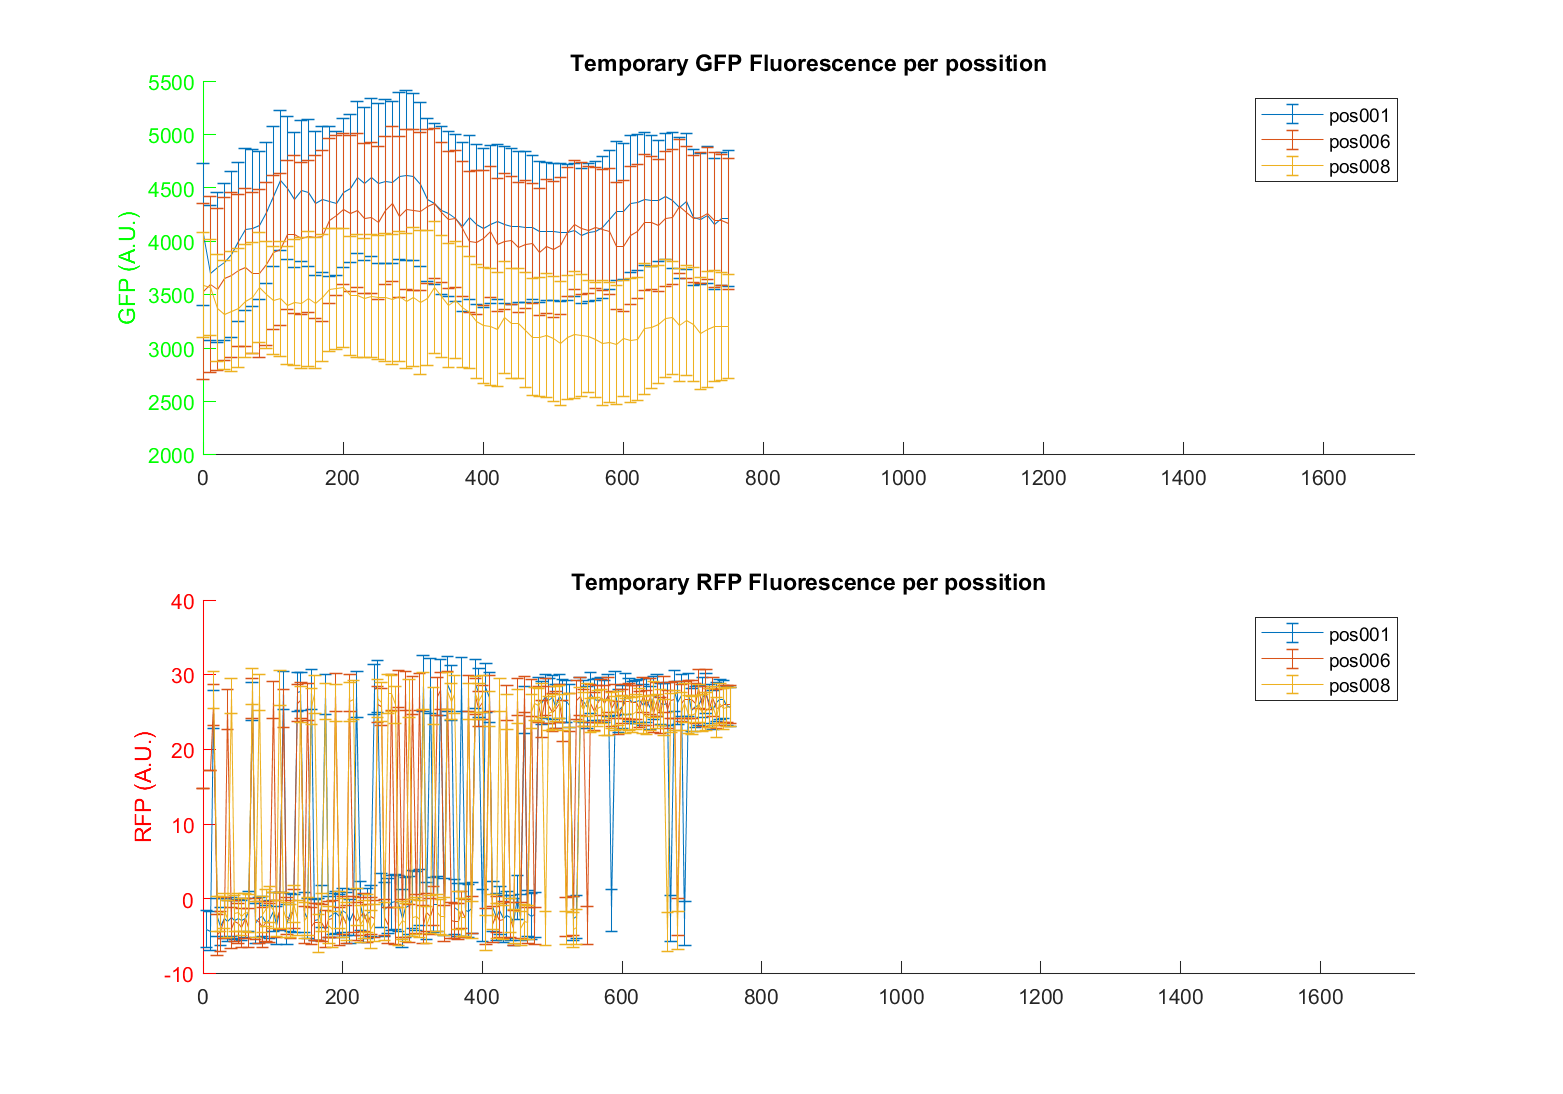 Temporary GFP Fluorescence per possition
5500
5000
4500
4000
3500
3000
2500
2000
GFP (A.U.)
pos001
pos006
pos008
0 200 400 600 800 1000 1200 1400 1600
Temporary RFP Fluorescence per possition
40
30
20
10
0
-10
RFP (A.U.)
pos001
pos006
pos008
0 200 400 600 800 1000 1200 1400 1600